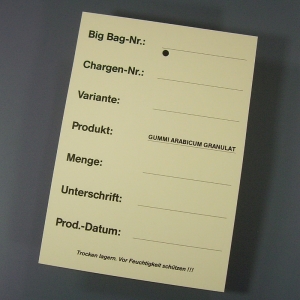 Big Bag-Nr.:
Chargen-Nr.:
Variante:
Produkt: GUMMI ARABICUM GRANULAT
Menge:
Unterschrift:
Prod.-Datum:
Trocken lagern. Vor Feuchtigkeit schützen !!!